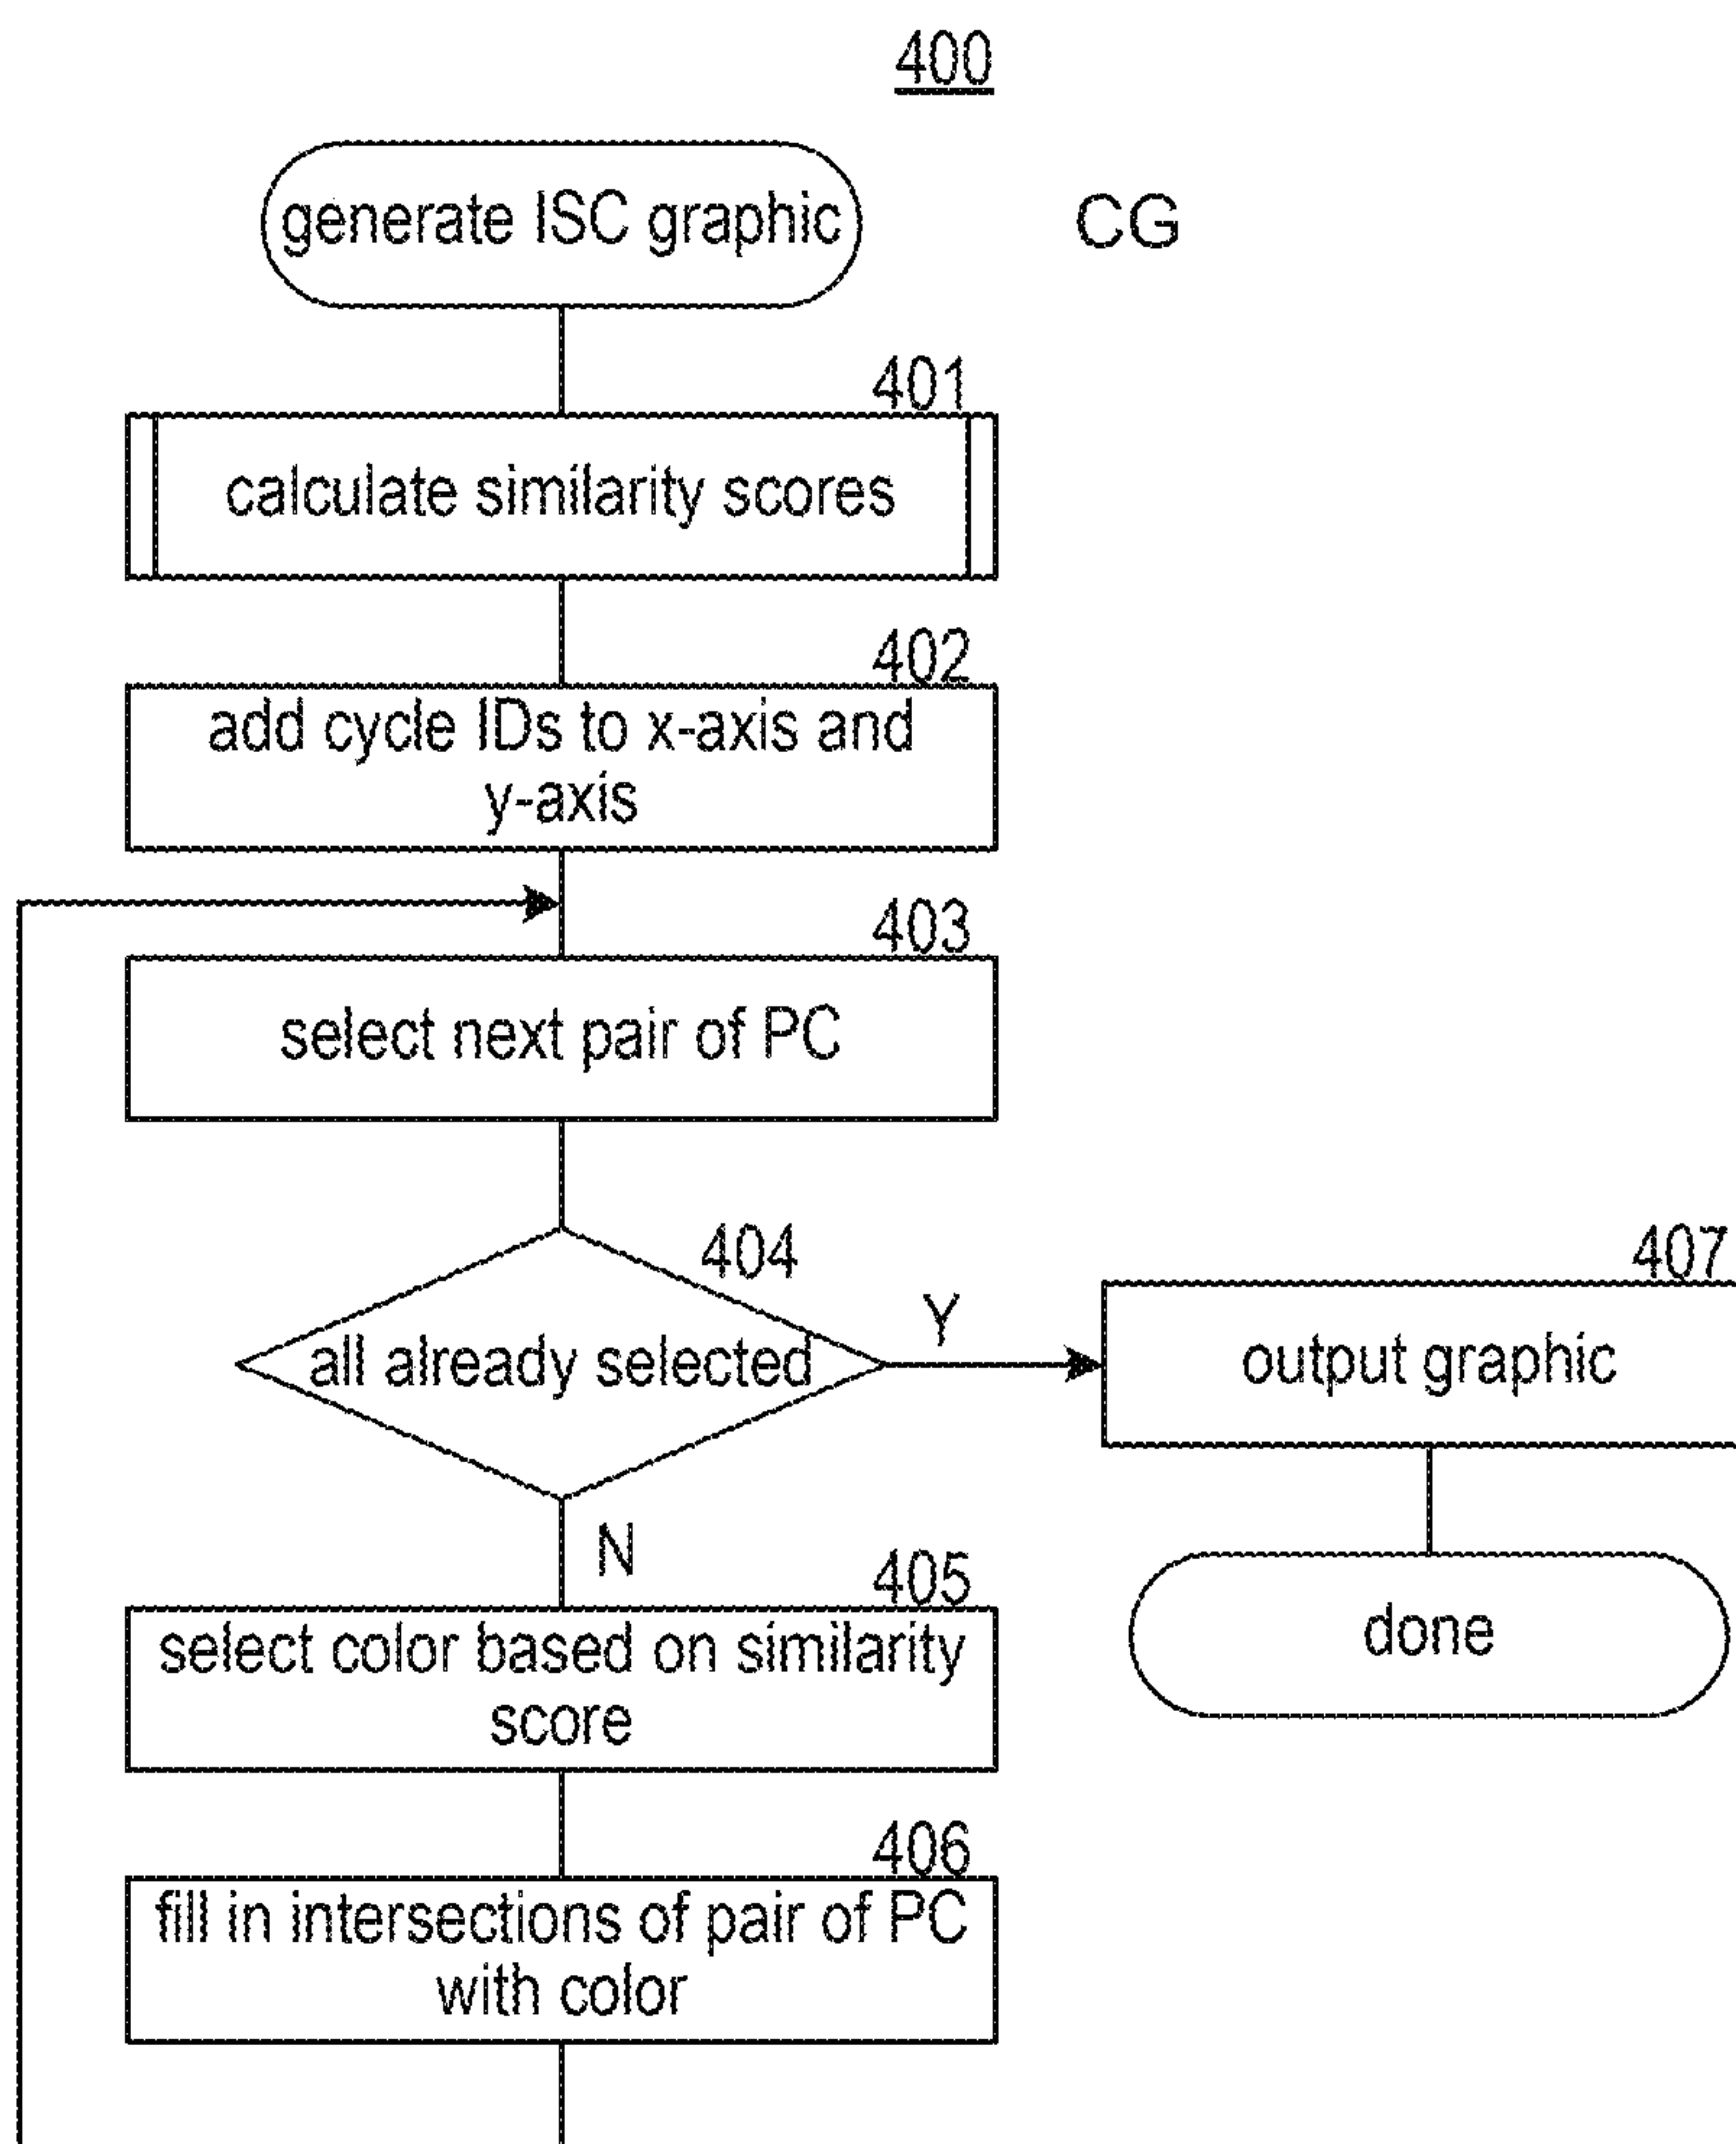 400
generate ISC graphic
CG
401
calculate similarity scores
402
add cycle IDs to x-axis and
y-axis
403
select next pair of PC
404
all already selected
Y
407
output graphic
done
N
405
select color based on similarity
score
406
fill in intersections of pair of PC
with color